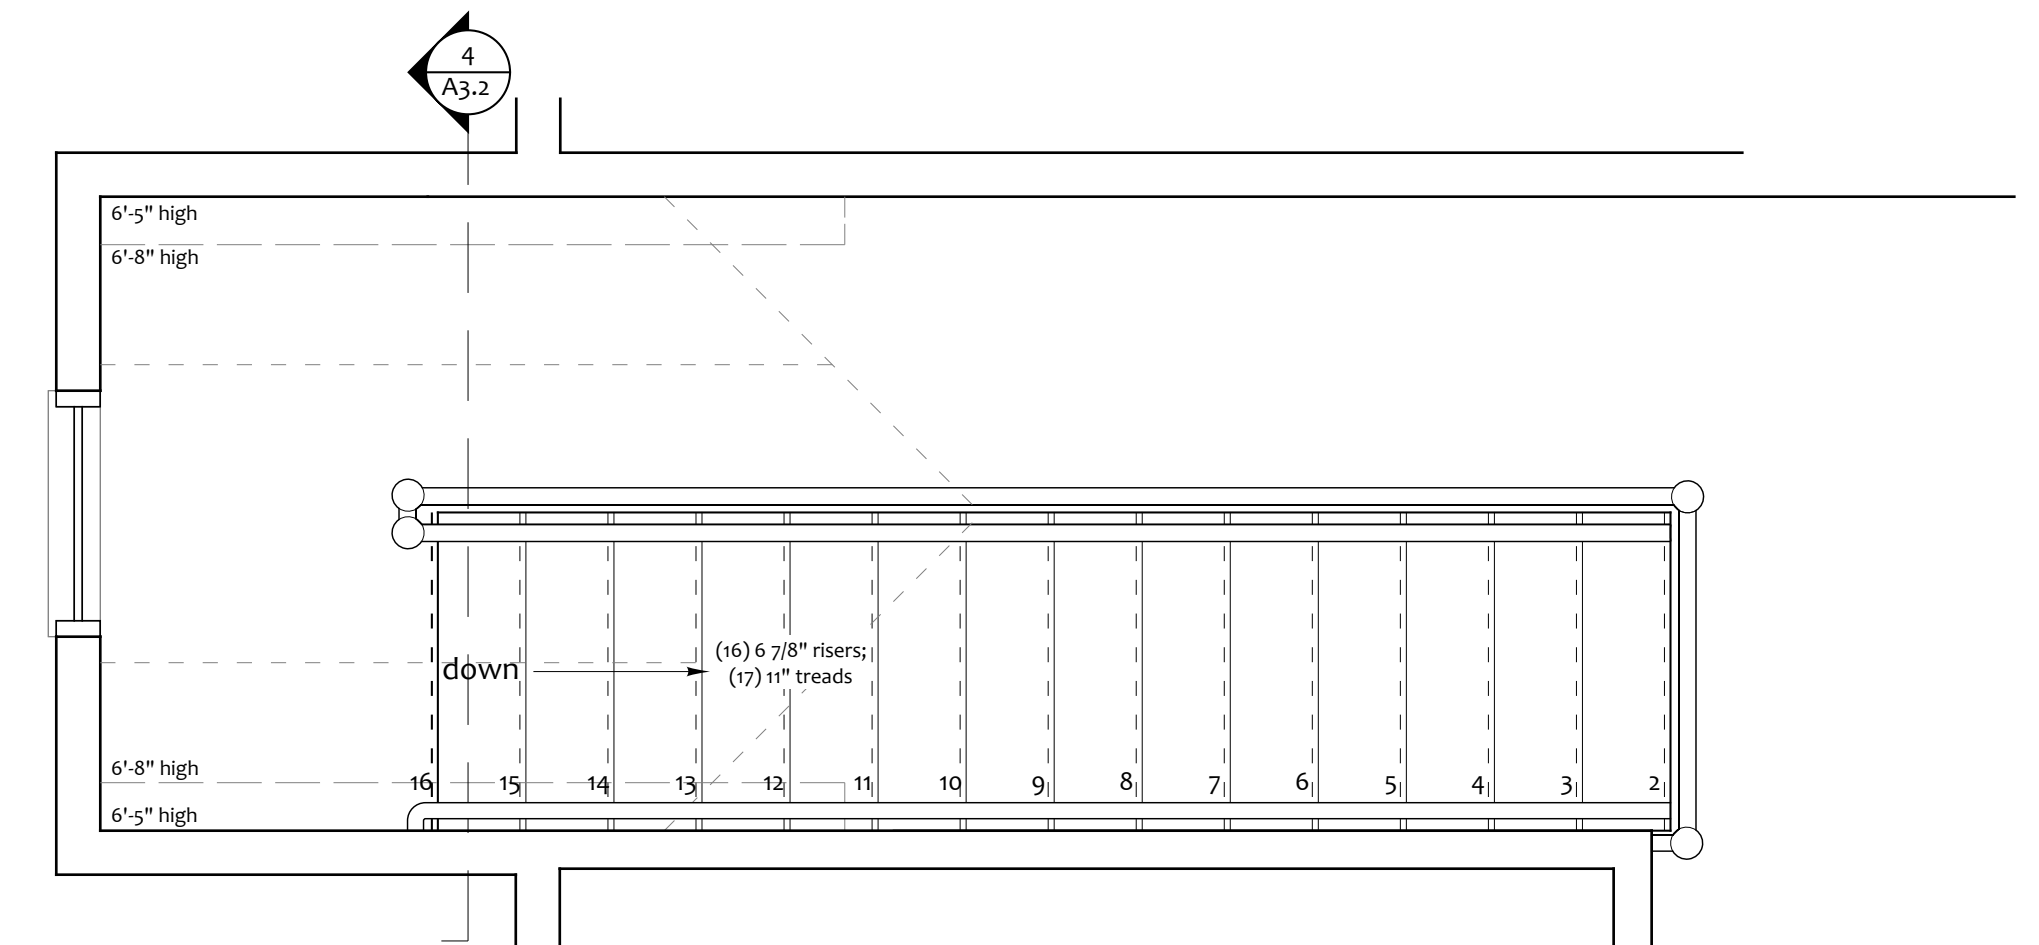 4
A3.2
6'-5" high
6'-8" high
down
(16) 6 7/8" risers;
(17) 11" treads
6'-8" high
16 15 14 13 12 11 10 9 8 7 6 5 4 3 2
6'-5" high